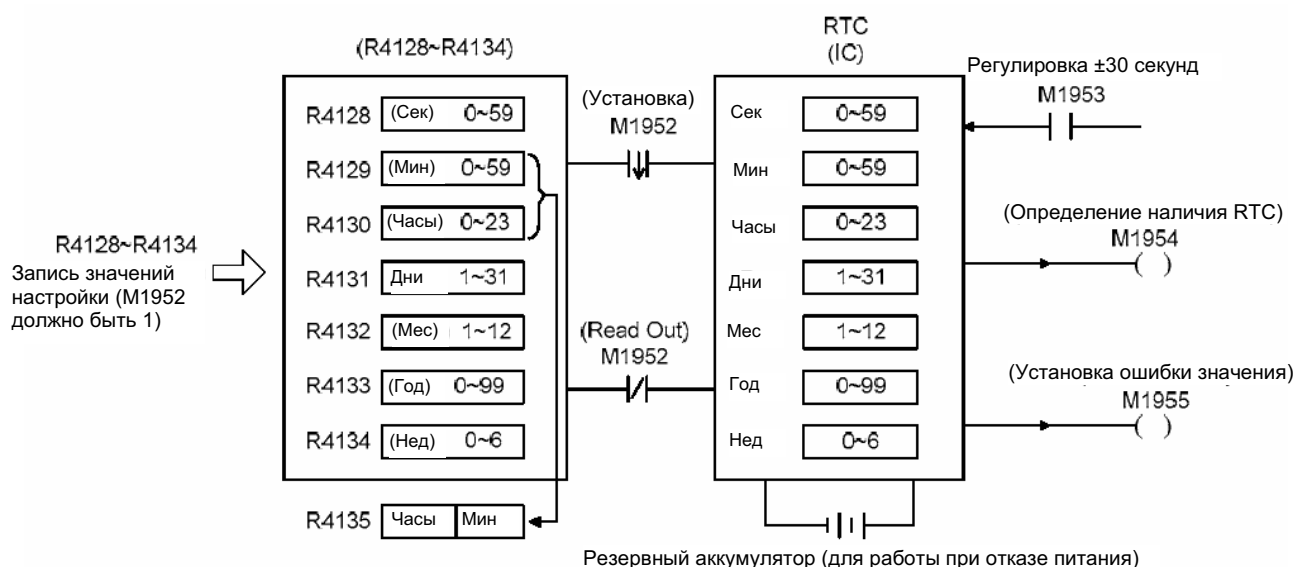 (R4128~R4134)
RTC
(IC)
Регулировка ±30 секунд
M1953
R4128 (Сек) 0~59
R4129 (Мин) 0~59
R4130 (Часы) 0~23
R4131 Дни 1~31
R4132 (Мес) 1~12
R4133 (Год) 0~99
R4134 (Нед) 0~6
R4135 Часы Мин
R4128~R4134
Запись значений
настройки (M1952
должно быть 1)
(Установка)
M1952
(Read Out)
M1952
Сек 0~59
Мин 0~59
Часы 0~23
Дни 1~31
Мес 1~12
Год 0~99
Нед 0~6
(Определение наличия RTC)
M1954
( )
(Установка ошибки значения)
M1955
( )
Резервный аккумулятор (для работы при отказе питания)